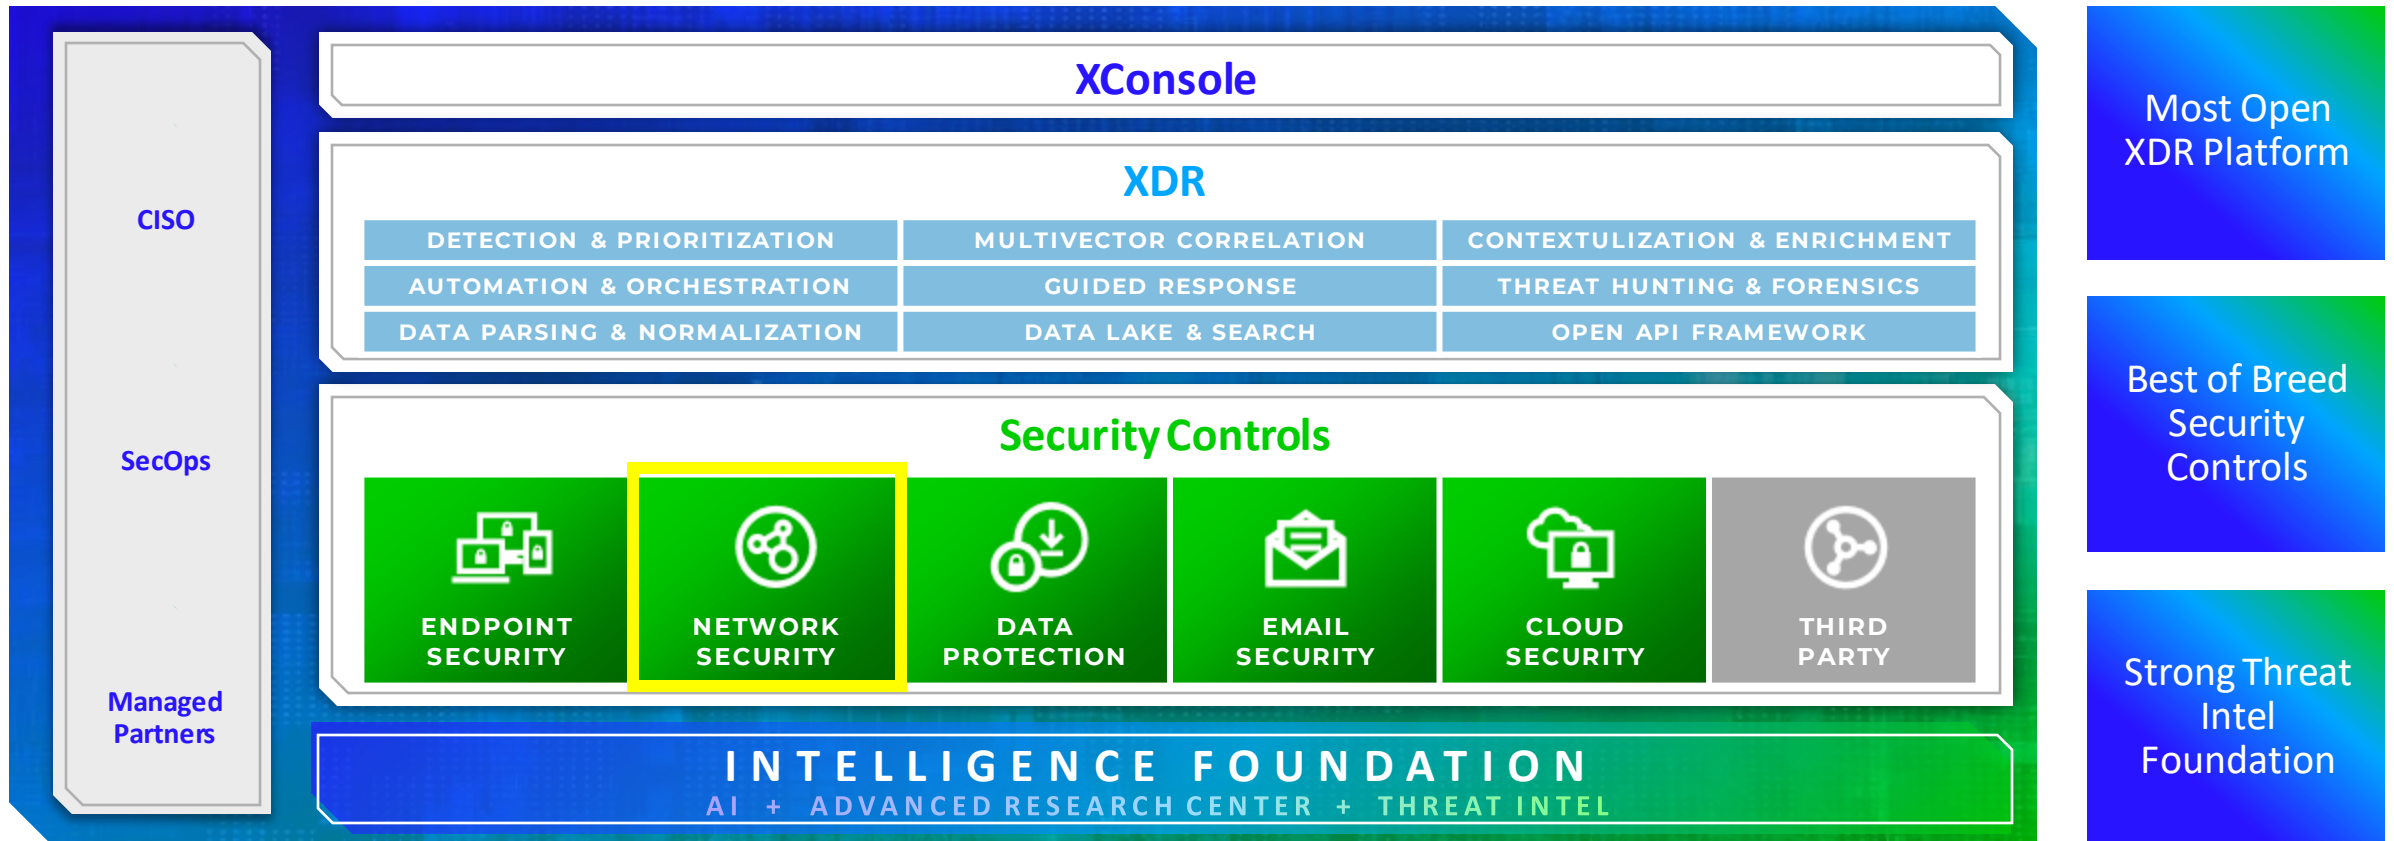 CISO
SecOps
Managed
Partners
XConsole
XDR
DETECTION & PRIORITIZATION
MULTIVECTOR CORRELATION
CONTEXTULIZATION & ENRICHMENT
AUTOMATION & ORCHESTRATION
GUIDED RESPONSE
THREAT HUNTING & FORENSICS
DATA PARSING & NORMALIZATION
DATA LAKE & SEARCH
OPEN API FRAMEWORK
Security Controls
ENDPOINT
SECURITY
NETWORK
SECURITY
DATA
PROTECTION
EMAIL
SECURITY
CLOUD
SECURITY
THIRD
PARTY
INTELLIGENCE FOUNDATION
AI + ADVANCED RESEARCH CENTER + THREAT INTEL
Most Open
XDR Platform
Best of Breed
Security
Controls
Strong Threat
Intel
Foundation